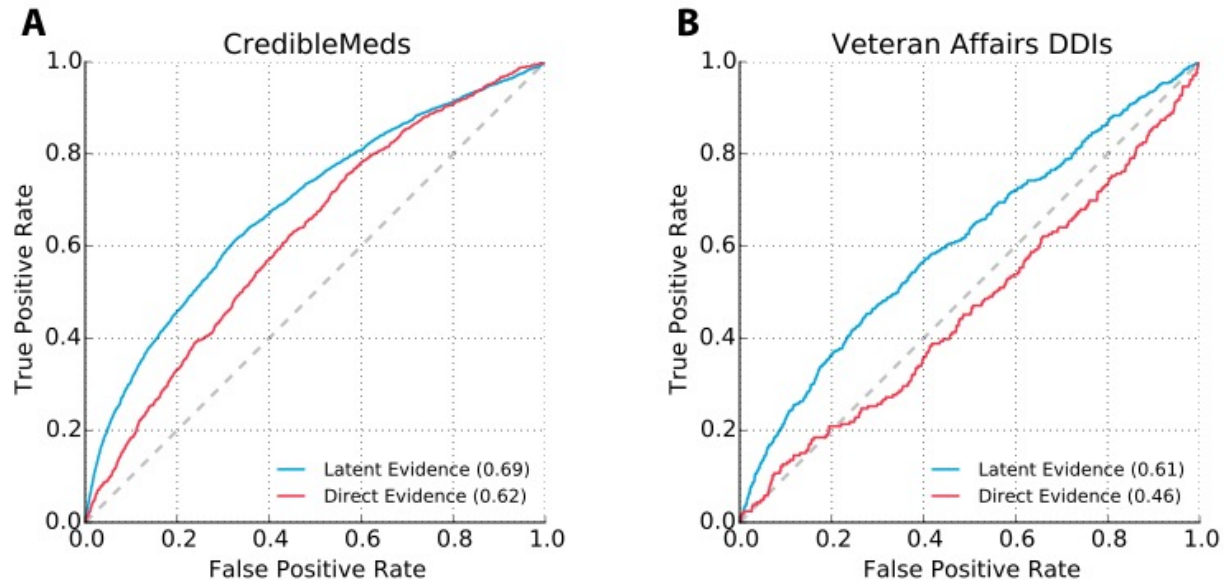 A
CredibleMeds
1.0
0.8
0.6
0.4
0.2
0.0
True Positive Rate
Latent Evidence (0.69)
Direct Evidence (0.62)
0.0 0.2 0.4 0.6 0.8 1.0
False Positive Rate
B
Veteran Affairs DDIs
1.0
0.8
0.6
0.4
0.2
0.0
True Positive Rate
Latent Evidence (0.61)
Direct Evidence (0.46)
0.0 0.2 0.4 0.6 0.8 1.0
False Positive Rate